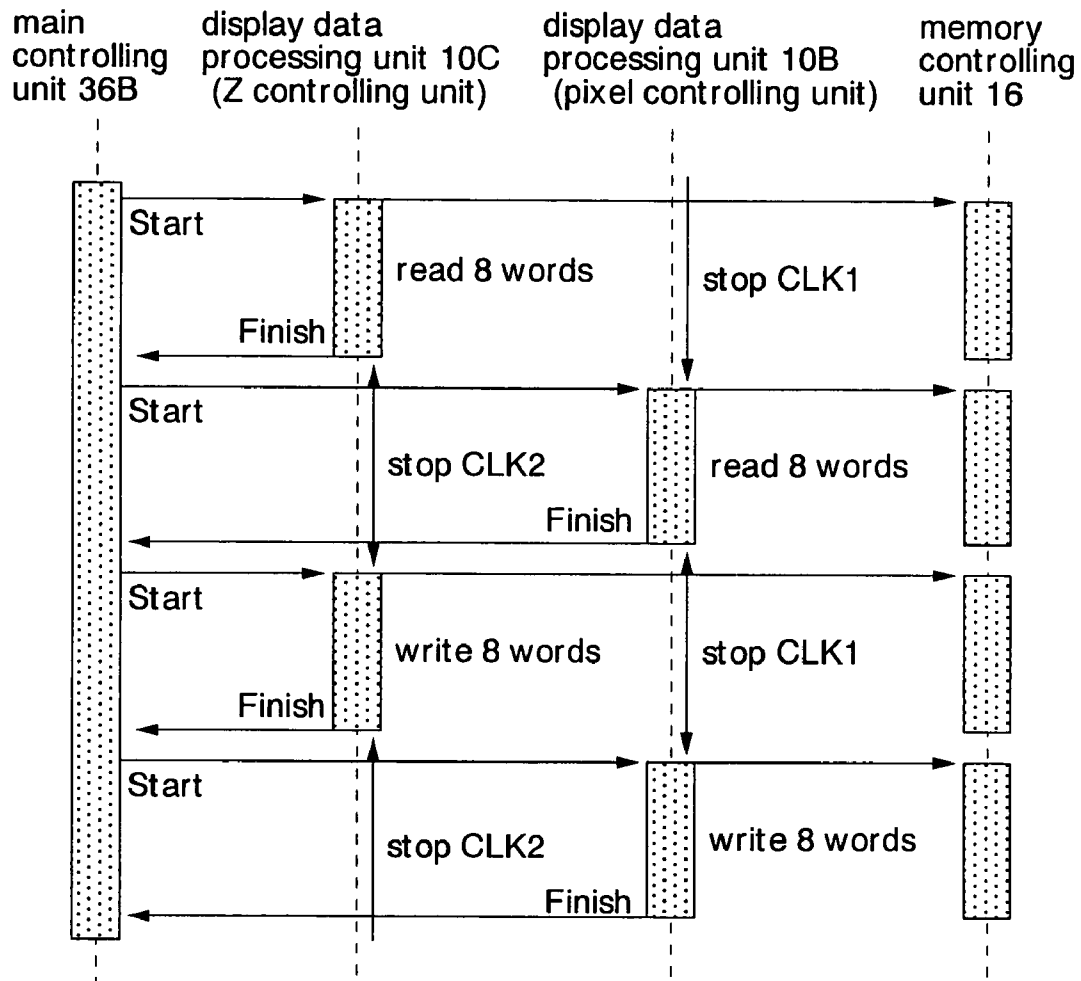 main
controlling
unit 36B
display data
processing unit 10C
(Z controlling unit)
display data
processing unit 10B
(pixel controlling unit)
memory
controlling
unit 16
Start
read 8 words
stop CLK1
Finish
Start
stop CLK2
read 8 words
Finish
Start
write 8 words
stop CLK1
Finish
Start
stop CLK2
write 8 words
Finish